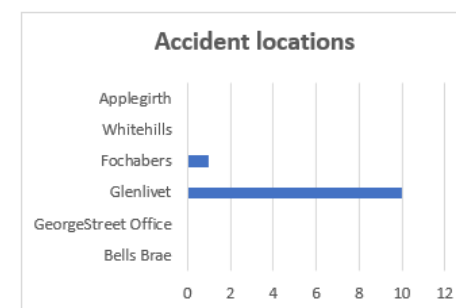 Accident locations
Applegirth
Whitehills
Fochabers
Glenlivet
GeorgeStreet Office
Bells Brae
0 2 4 6 8 10 12